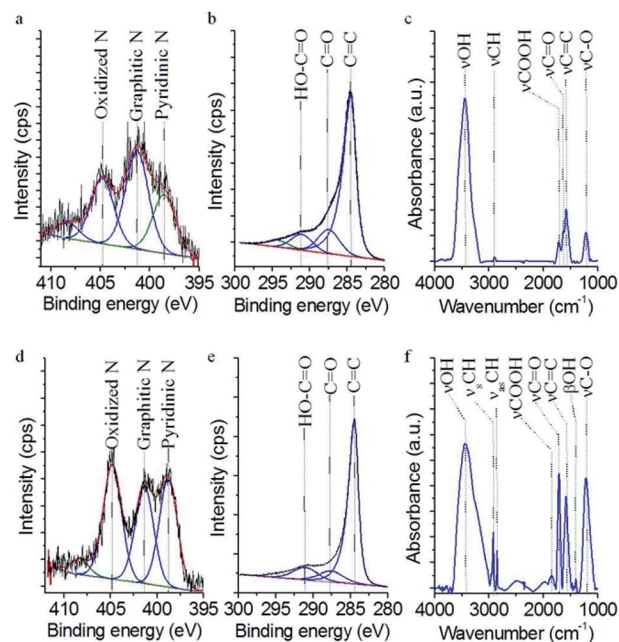 a
Oxidized N
Graphitic N
Pyridinic N
Intensity (cps)
410 405 400 395
Binding energy (eV)
b
HO-C=O
C=O
C=C
Intensity (cps)
300 295 290 285 280
Binding energy (eV)
c
νOH
νCH
νCOOH
νC=O
νC=C
νC-O
Absorbance (a.u.)
4000 3000 2000 1000
Wavenumber (cm⁻¹)
d
Oxidized N
Graphitic N
Pyridinic N
Intensity (cps)
410 405 400 395
Binding energy (eV)
e
HO-C=O
C=O
C=C
Intensity (cps)
300 295 290 285 280
Binding energy (eV)
f
νOH
νₛCH
νₐₛCH
νCOOH
νC=O
νC=C
βOH
νC-O
Absorbance (a.u.)
4000 3000 2000 1000
Wavenumber (cm⁻¹)